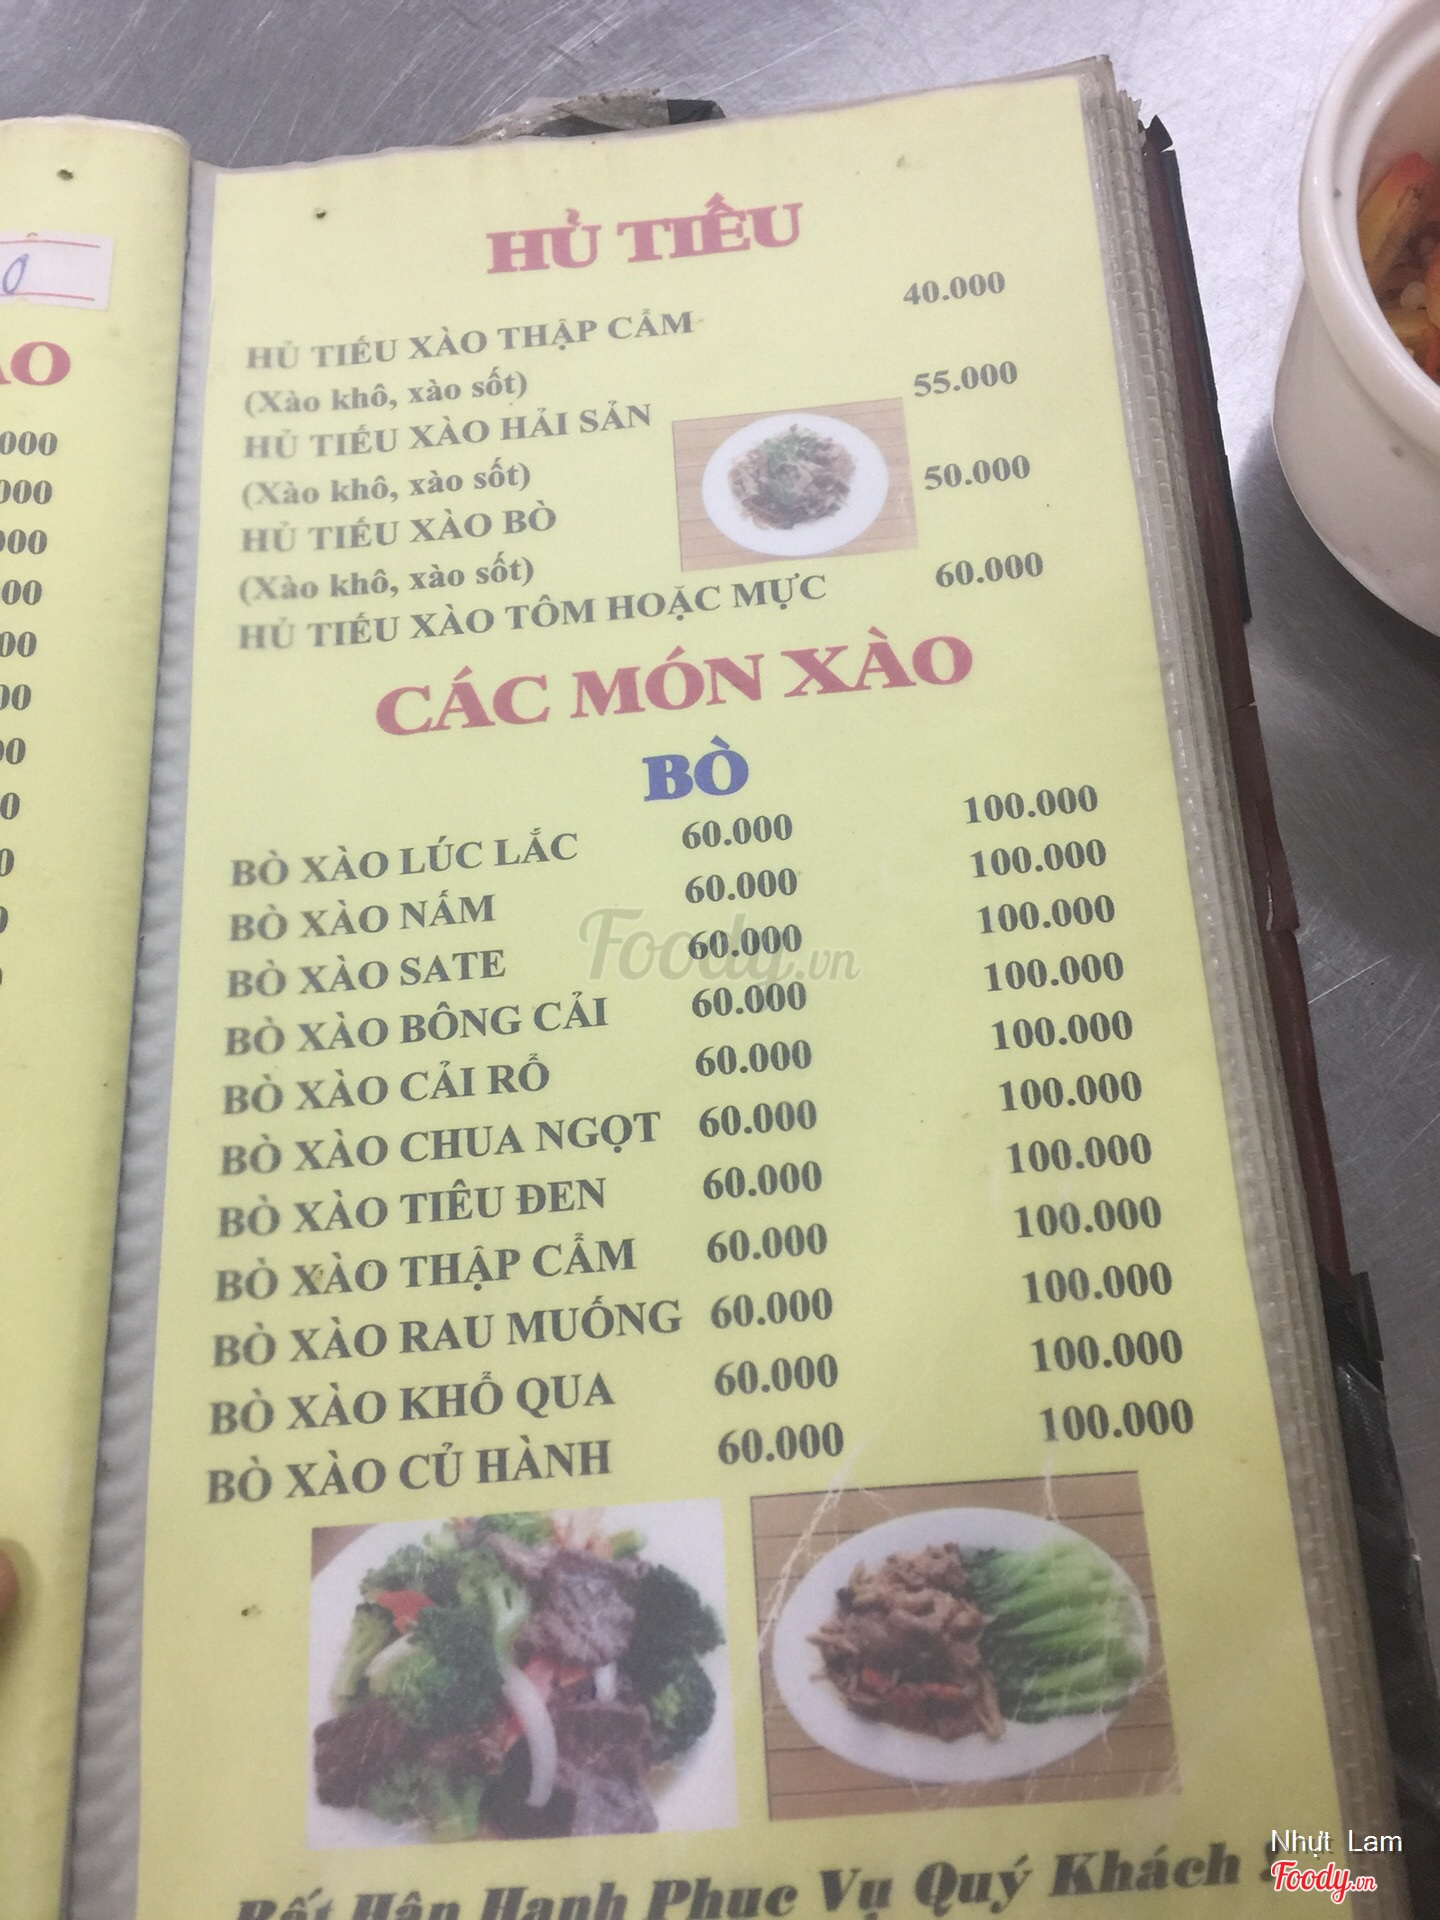 HỦ TIẾU
HỦ TIẾU XÀO THẬP CẨM 40.000
(Xào khô, xào sốt)
HỦ TIẾU XÀO HẢI SẢN 55.000
(Xào khô, xào sốt)
HỦ TIẾU XÀO BÒ 50.000
(Xào khô, xào sốt)
HỦ TIẾU XÀO TÔM HOẶC MỰC 60.000
CÁC MÓN XÀO
BÒ
BÒ XÀO LÚC LẮC 60.000 100.000
BÒ XÀO NẤM 60.000 100.000
BÒ XÀO SATE 60.000 100.000
BÒ XÀO BÔNG CẢI 60.000 100.000
BÒ XÀO CẢI RỔ 60.000 100.000
BÒ XÀO CHUA NGỌT 60.000 100.000
BÒ XÀO TIÊU ĐEN 60.000 100.000
BÒ XÀO THẬP CẨM 60.000 100.000
BÒ XÀO RAU MUỐNG 60.000 100.000
BÒ XÀO KHỔ QUA 60.000 100.000
BÒ XÀO CỦ HÀNH 60.000 100.000
Foody.vn
Rất Hân Hạnh Phục Vụ Quý Khách
Nhựt Lam
Foody.vn